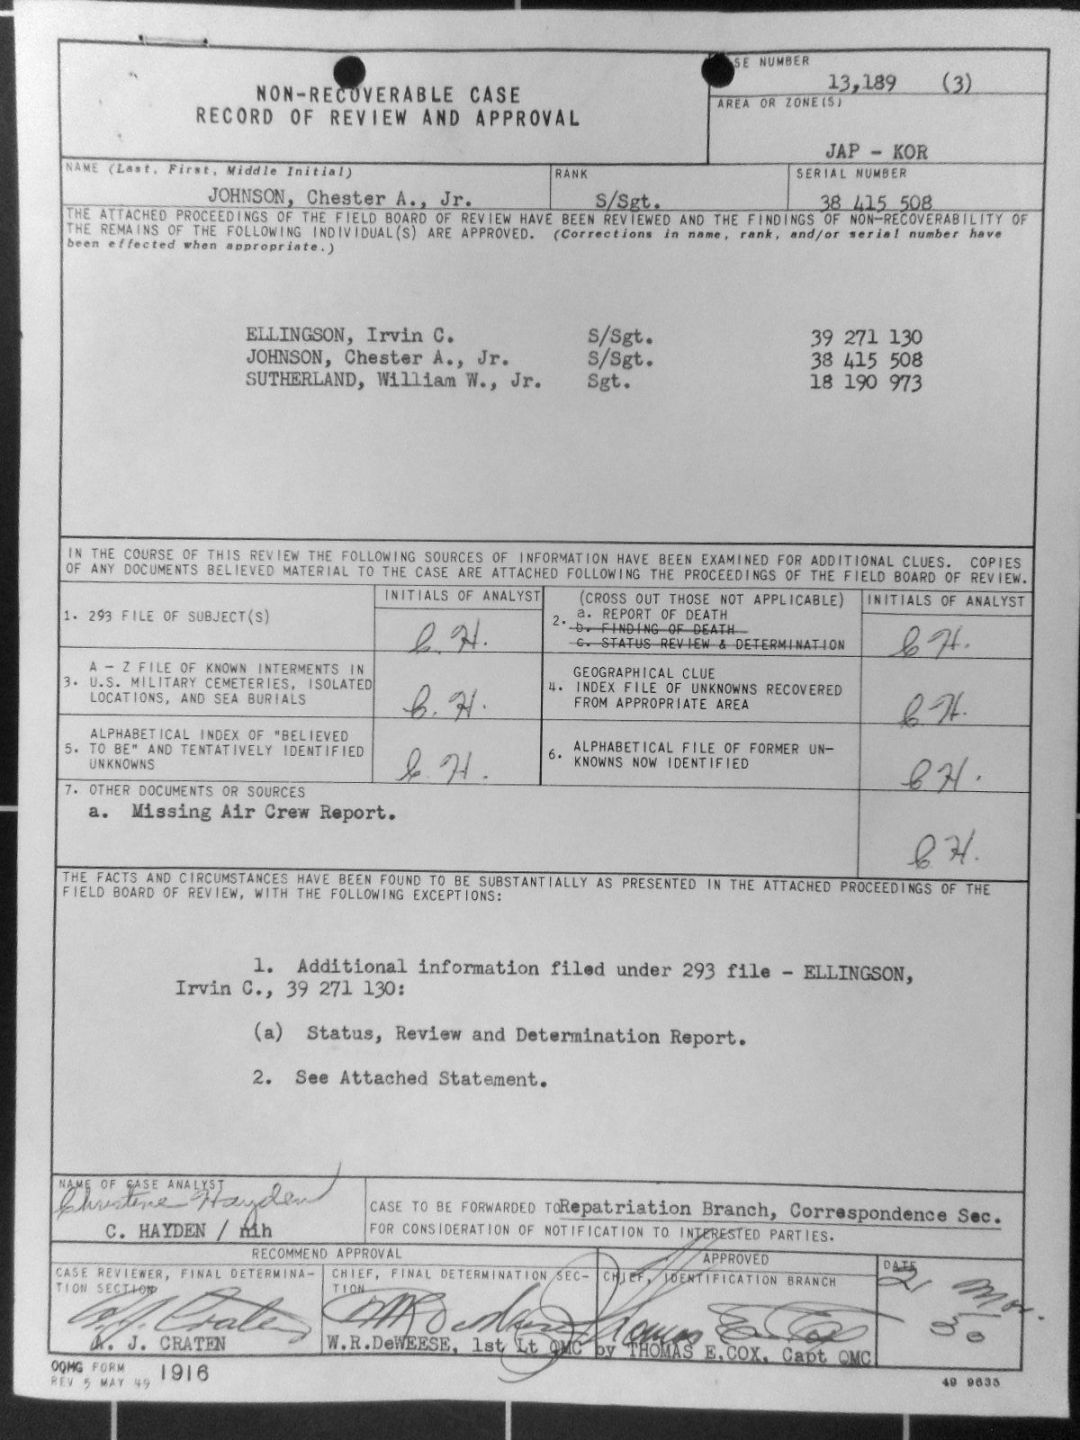 NON-RECOVERABLE CASE
RECORD OF REVIEW AND APPROVAL
SE NUMBER
13,189 (3)
AREA OR ZONE(S)
JAP - KOR
NAME (Last, First, Middle Initial)
JOHNSON, Chester A., Jr.
RANK
S/Sgt.
SERIAL NUMBER
38 415 508
THE ATTACHED PROCEEDINGS OF THE FIELD BOARD OF REVIEW HAVE BEEN REVIEWED AND THE FINDINGS OF NON-RECOVERABILITY OF
THE REMAINS OF THE FOLLOWING INDIVIDUAL(S) ARE APPROVED. (Corrections in name, rank, and/or serial number have
been effected when appropriate.)
ELLINGSON, Irvin C. S/Sgt. 39 271 130
JOHNSON, Chester A., Jr. S/Sgt. 38 415 508
SUTHERLAND, William W., Jr. Sgt. 18 190 973
IN THE COURSE OF THIS REVIEW THE FOLLOWING SOURCES OF INFORMATION HAVE BEEN EXAMINED FOR ADDITIONAL CLUES. COPIES
OF ANY DOCUMENTS BELIEVED MATERIAL TO THE CASE ARE ATTACHED FOLLOWING THE PROCEEDINGS OF THE FIELD BOARD OF REVIEW.
1. 293 FILE OF SUBJECT(S)
INITIALS OF ANALYST
C. H.
2. (CROSS OUT THOSE NOT APPLICABLE)
a. REPORT OF DEATH
b. FINDING OF DEATH
c. STATUS REVIEW & DETERMINATION
INITIALS OF ANALYST
C H.
3. A - Z FILE OF KNOWN INTERMENTS IN
U.S. MILITARY CEMETERIES, ISOLATED
LOCATIONS, AND SEA BURIALS
C. H.
4. GEOGRAPHICAL CLUE
INDEX FILE OF UNKNOWNS RECOVERED
FROM APPROPRIATE AREA
C H.
5. ALPHABETICAL INDEX OF "BELIEVED
TO BE" AND TENTATIVELY IDENTIFIED
UNKNOWNS
C. H.
6. ALPHABETICAL FILE OF FORMER UN-
KNOWNS NOW IDENTIFIED
C H.
7. OTHER DOCUMENTS OR SOURCES
a. Missing Air Crew Report.
C H.
THE FACTS AND CIRCUMSTANCES HAVE BEEN FOUND TO BE SUBSTANTIALLY AS PRESENTED IN THE ATTACHED PROCEEDINGS OF THE
FIELD BOARD OF REVIEW, WITH THE FOLLOWING EXCEPTIONS:
1. Additional information filed under 293 file - ELLINGSON,
Irvin C., 39 271 130:
(a) Status, Review and Determination Report.
2. See Attached Statement.
NAME OF CASE ANALYST
Christine Hayden
C. HAYDEN / hih
CASE TO BE FORWARDED TO Repatriation Branch, Correspondence Sec.
FOR CONSIDERATION OF NOTIFICATION TO INTERESTED PARTIES.
RECOMMEND APPROVAL
APPROVED
DATE
21 Mar.
50
CASE REVIEWER, FINAL DETERMINA-
TION SECTION
A. J. Craten
A. J. CRATEN
CHIEF, FINAL DETERMINATION SEC-
TION
W.R.DeWEESE, 1st Lt QMC
CHIEF, IDENTIFICATION BRANCH
Thomas E Cox
by THOMAS E.COX, Capt QMC
OQMG FORM
REV 5 MAY 49 1916
49 9635